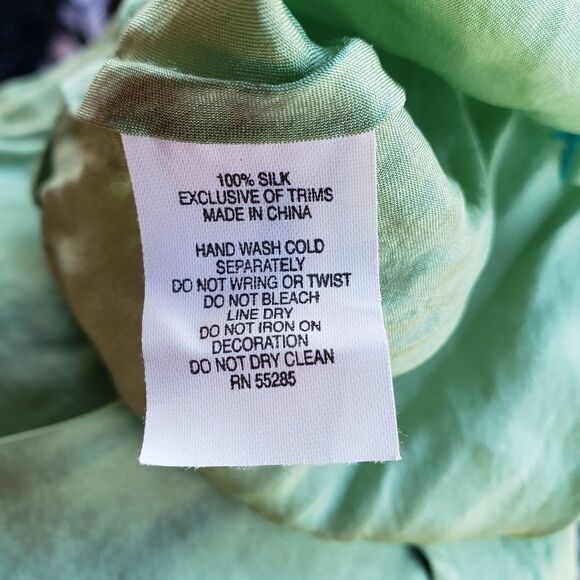 100% SILK
EXCLUSIVE OF TRIMS
MADE IN CHINA
HAND WASH COLD
SEPARATELY
DO NOT WRING OR TWIST
DO NOT BLEACH
LINE DRY
DO NOT IRON ON
DECORATION
DO NOT DRY CLEAN
RN 55285